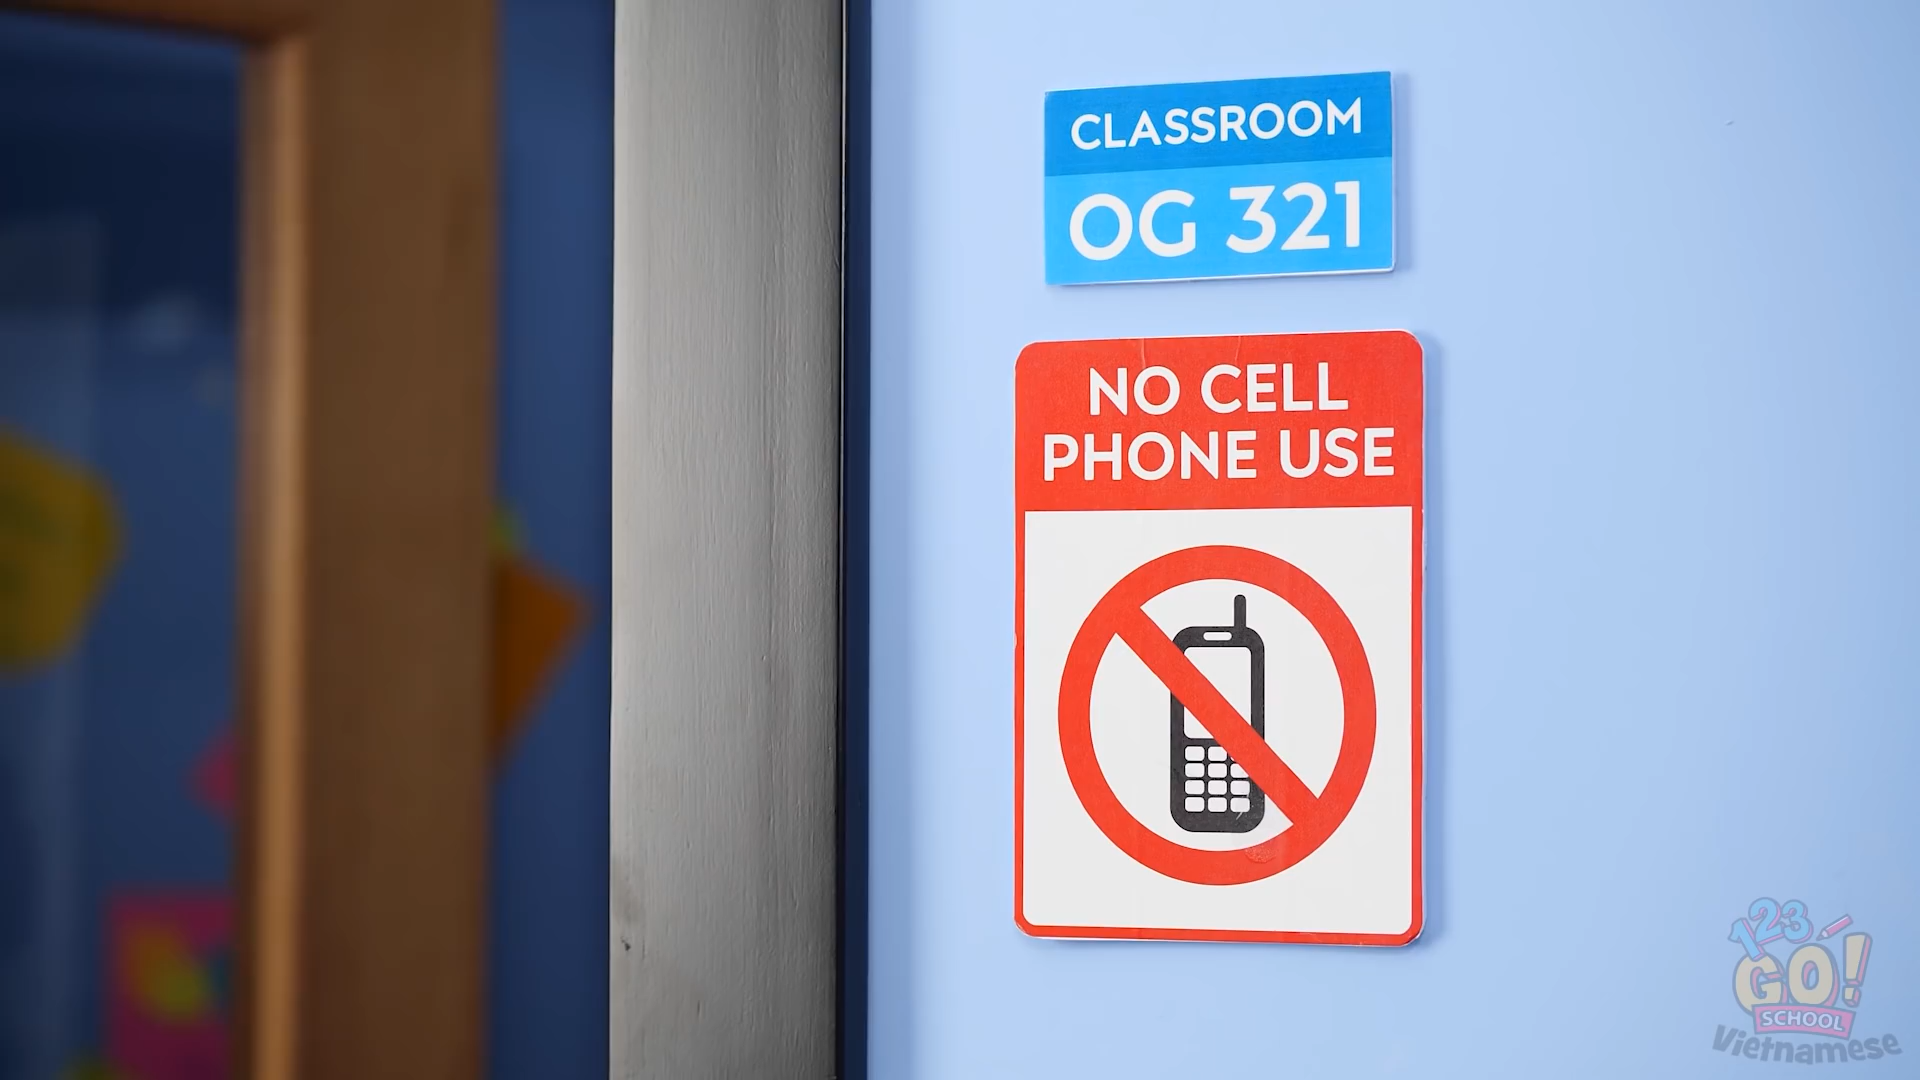 CLASSROOM
OG 321
NO CELL
PHONE USE
123
GO!
SCHOOL
Vietnamese